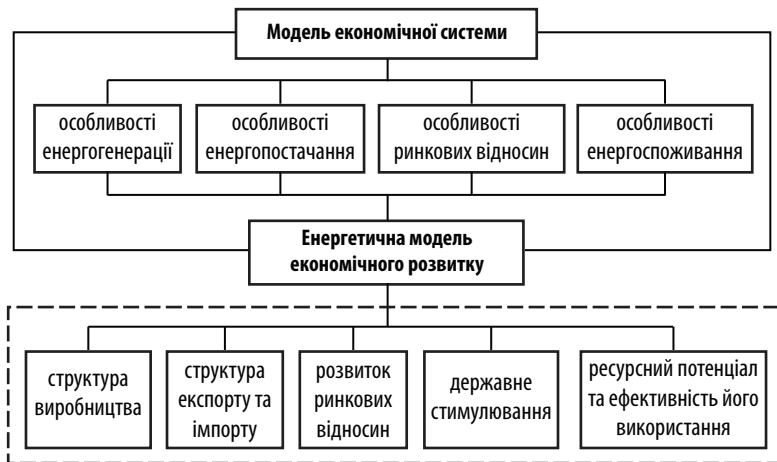 Модель економічної системи
особливості
енергогенерації
особливості
енергопостачання
особливості
ринкових відносин
особливості
енергоспоживання
Енергетична модель
економічного розвитку
структура
виробництва
структура
експорту та
імпорту
розвиток
ринкових
відносин
державне
стимулювання
ресурсний потенціал
та ефективність його
використання